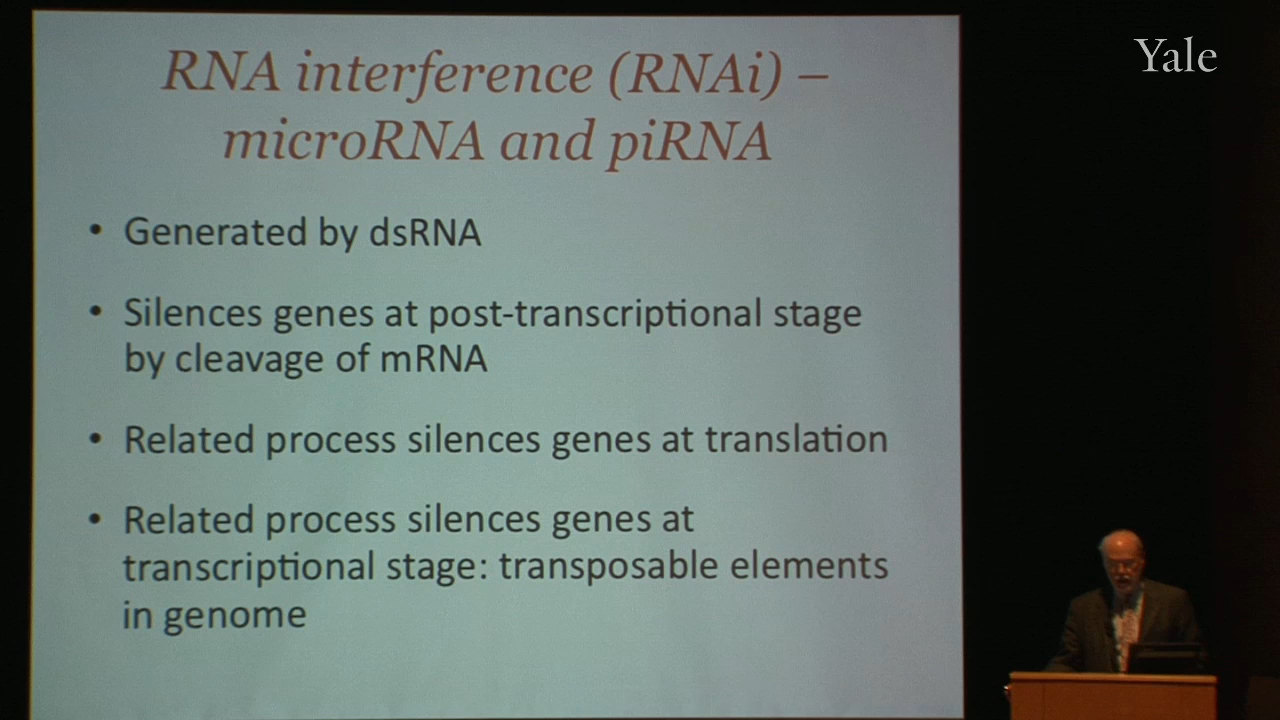 Yale
RNA interference (RNAi) –
microRNA and piRNA
• Generated by dsRNA
• Silences genes at post-transcriptional stage
by cleavage of mRNA
• Related process silences genes at translation
• Related process silences genes at
transcriptional stage: transposable elements
in genome